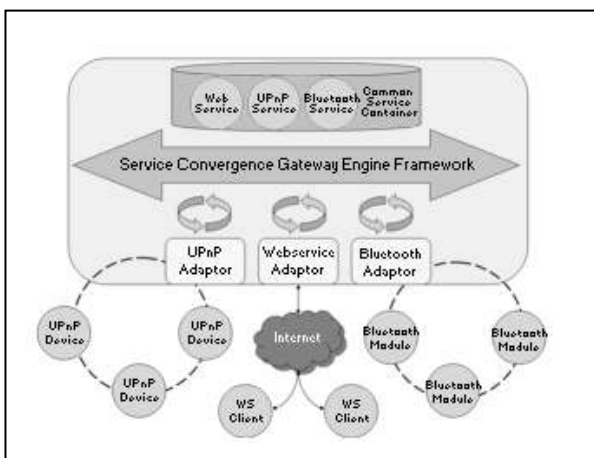 Web
Service
UPnP
Service
Bluetooth
Service
Common
Service
Container
Service Convergence Gateway Engine Framework
UPnP
Adaptor
Webservice
Adaptor
Bluetooth
Adaptor
UPnP
Device
UPnP
Device
UPnP
Device
Internet
WS
Client
WS
Client
Bluetooth
Module
Bluetooth
Module
Bluetooth
Module